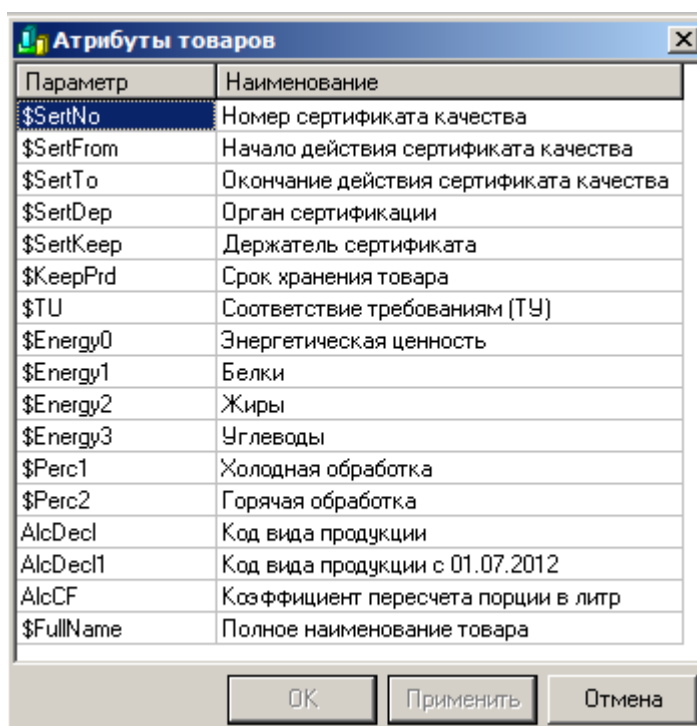 Атрибуты товаров
Параметр Наименование
$SertNo Номер сертификата качества
$SertFrom Начало действия сертификата качества
$SertTo Окончание действия сертификата качества
$SertDep Орган сертификации
$SertKeep Держатель сертификата
$KeepPrd Срок хранения товара
$TU Соответствие требованиям (ТУ)
$Energy0 Энергетическая ценность
$Energy1 Белки
$Energy2 Жиры
$Energy3 Углеводы
$Perc1 Холодная обработка
$Perc2 Горячая обработка
AlcDecl Код вида продукции
AlcDecl1 Код вида продукции с 01.07.2012
AlcCF Коэффициент пересчета порции в литр
$FullName Полное наименование товара
OK Применить Отмена